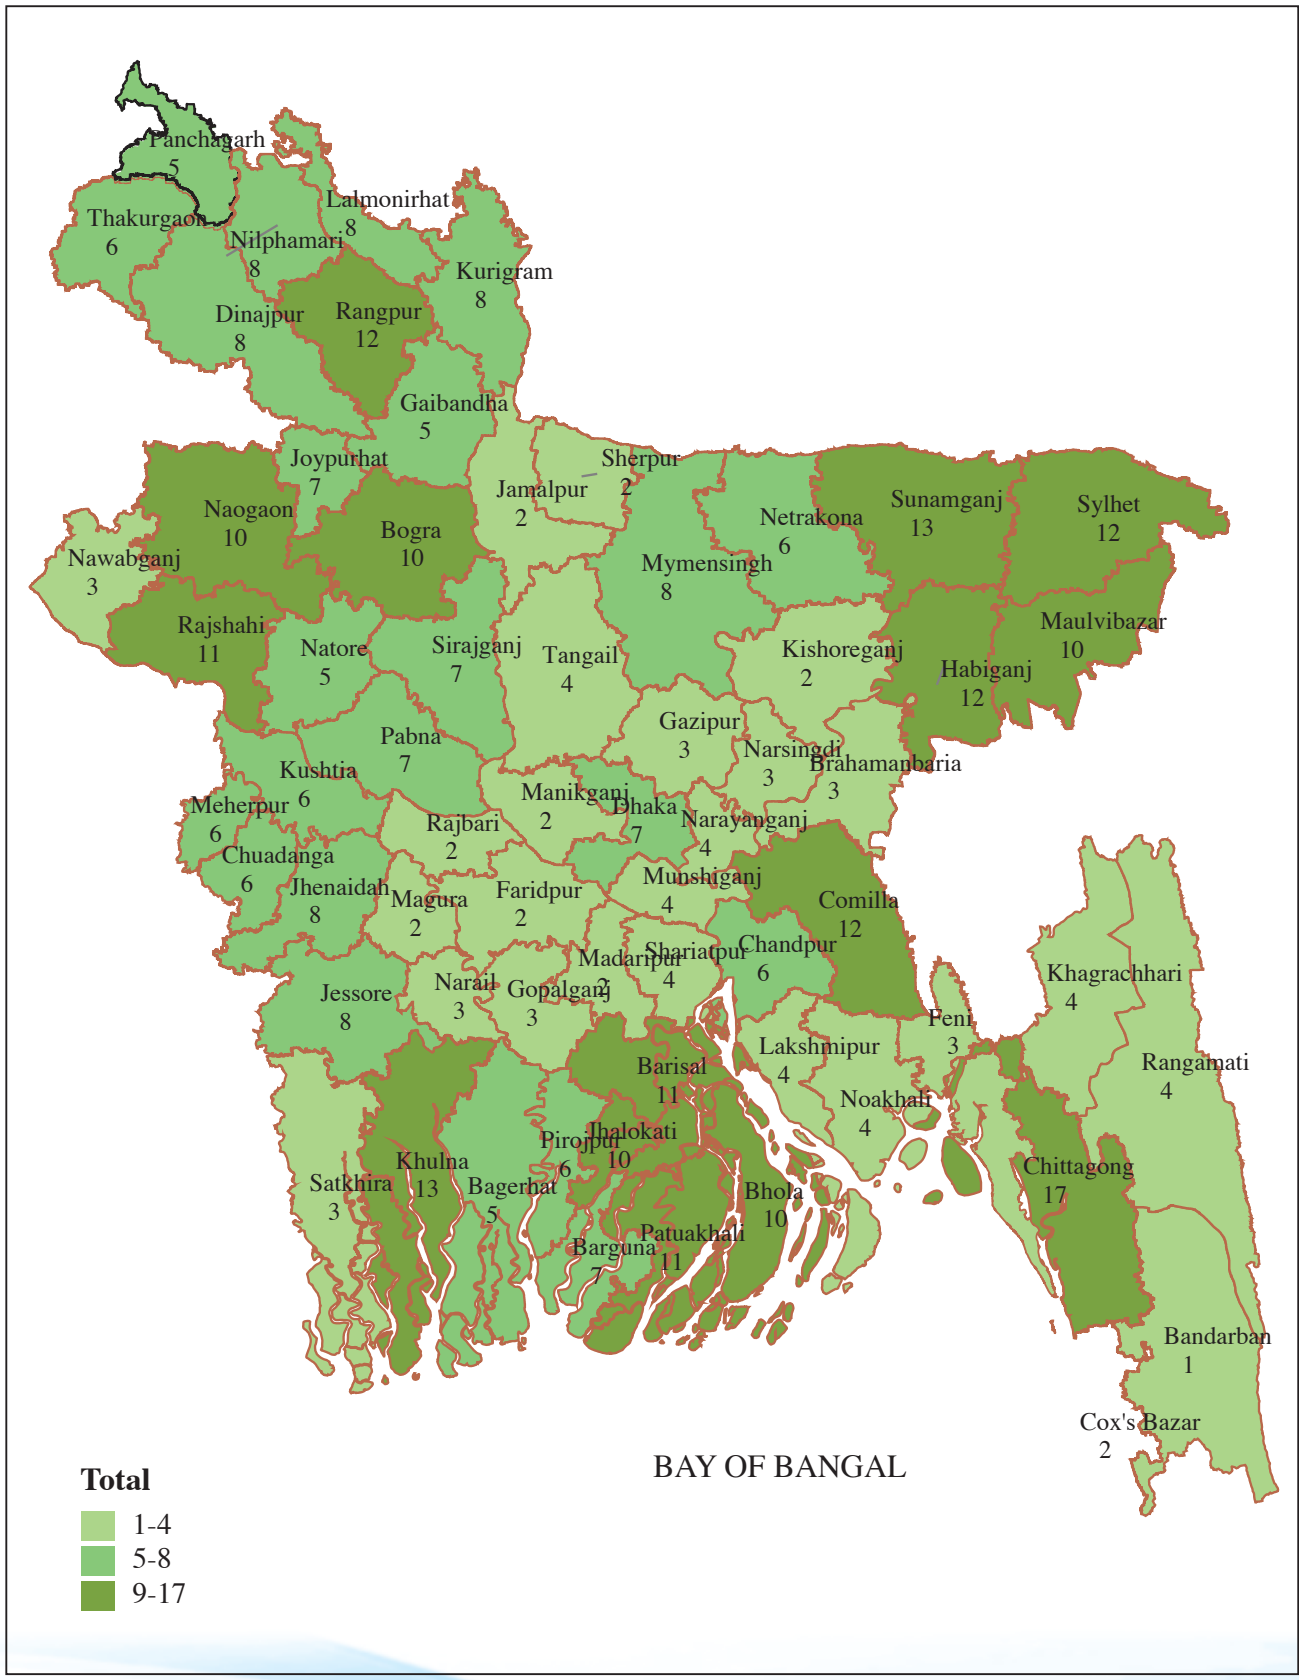 Panchagarh
5
Thakurgaon
6
Lalmonirhat
8
Nilphamari
8
Kurigram
8
Dinajpur
8
Rangpur
12
Gaibandha
5
Joypurhat
7
Sherpur
2
Jamalpur
2
Naogaon
10
Bogra
10
Netrakona
6
Sunamganj
13
Sylhet
12
Nawabganj
3
Mymensingh
8
Rajshahi
11
Natore
5
Sirajganj
7
Tangail
4
Kishoreganj
2
Habiganj
12
Maulvibazar
10
Pabna
7
Gazipur
3
Narsingdi
3
Brahamanbaria
3
Kushtia
6
Meherpur
6
Manikganj
2
Dhaka
7
Narayanganj
4
Rajbari
2
Chuadanga
6
Jhenaidah
8
Magura
2
Faridpur
2
Munshiganj
4
Comilla
12
Madaripur
2
Shariatpur
4
Chandpur
6
Jessore
8
Narail
3
Gopalganj
3
Khagrachhari
4
Feni
3
Lakshmipur
4
Barisal
11
Rangamati
4
Noakhali
4
Jhalokati
10
Pirojpur
6
Khulna
13
Satkhira
3
Bagerhat
5
Bhola
10
Chittagong
17
Patuakhali
11
Barguna
7
Bandarban
1
Cox's Bazar
2
BAY OF BANGAL
Total
1-4
5-8
9-17